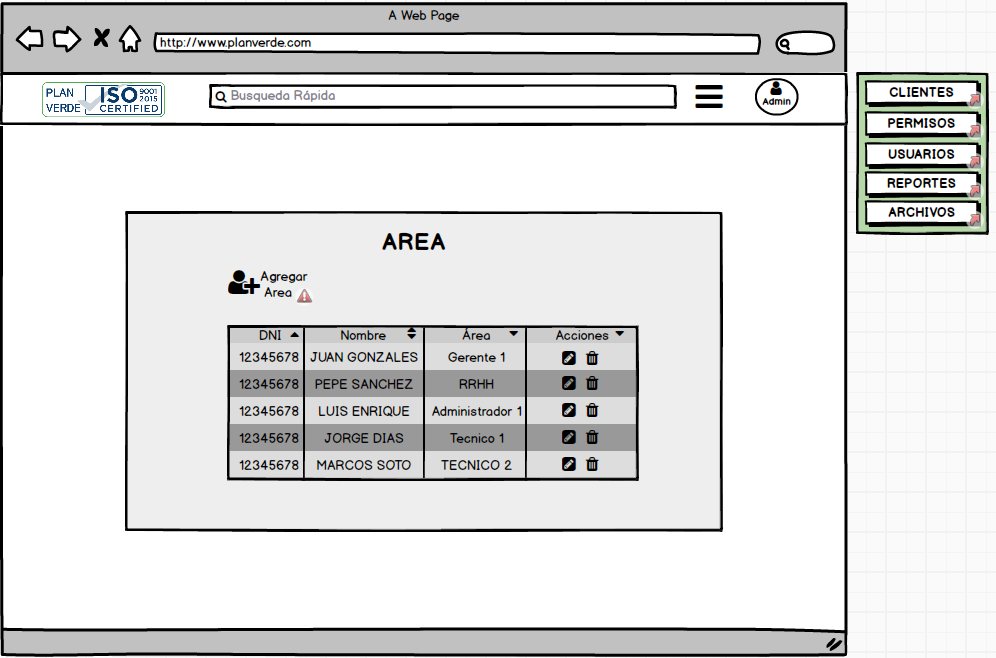 A Web Page
http://www.planverde.com
PLAN
VERDE
ISO 9001 2015
CERTIFIED
Busqueda Rápida
Admin
CLIENTES
PERMISOS
USUARIOS
REPORTES
ARCHIVOS
AREA
Agregar
Area
DNI Nombre Área Acciones
12345678 JUAN GONZALES Gerente 1
12345678 PEPE SANCHEZ RRHH
12345678 LUIS ENRIQUE Administrador 1
12345678 JORGE DIAS Tecnico 1
12345678 MARCOS SOTO TECNICO 2